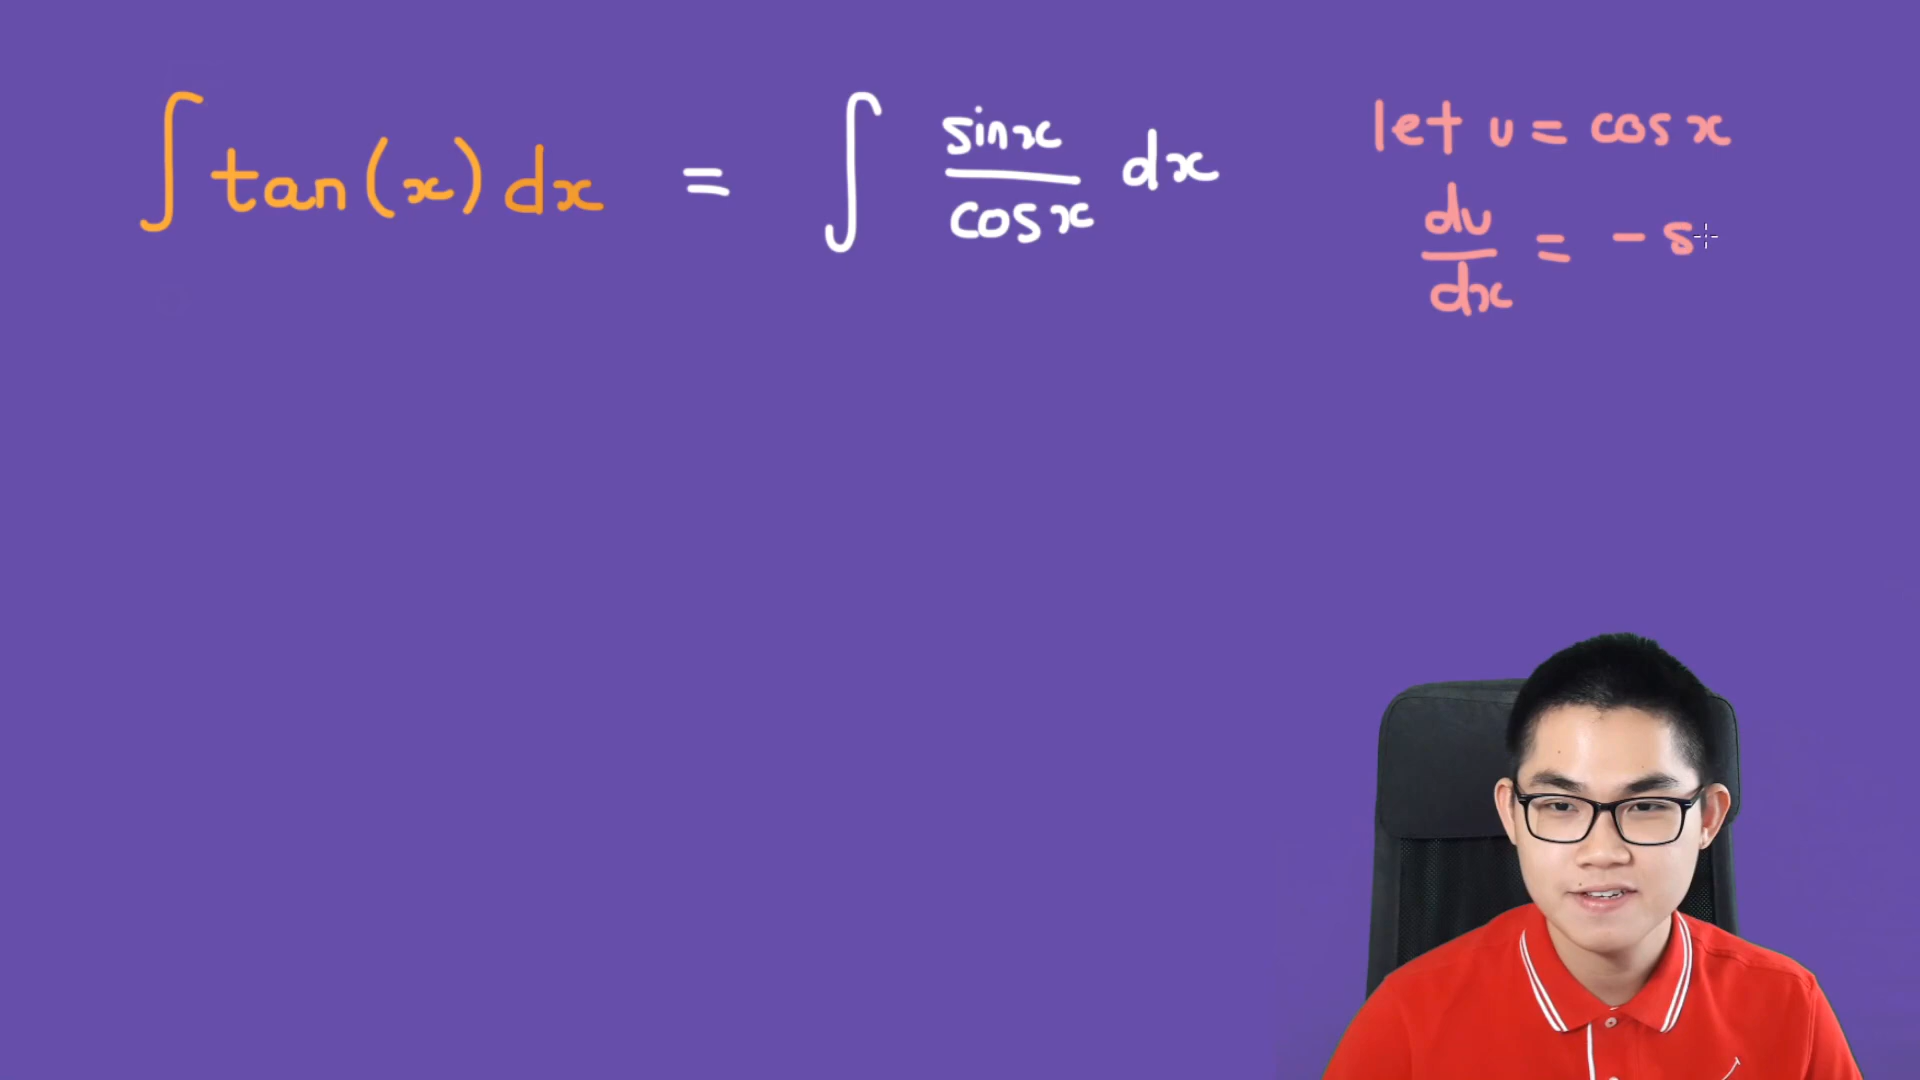 ∫ tan(x) dx = ∫ sinx/cosx dx
let u = cos x
du/dx = - s